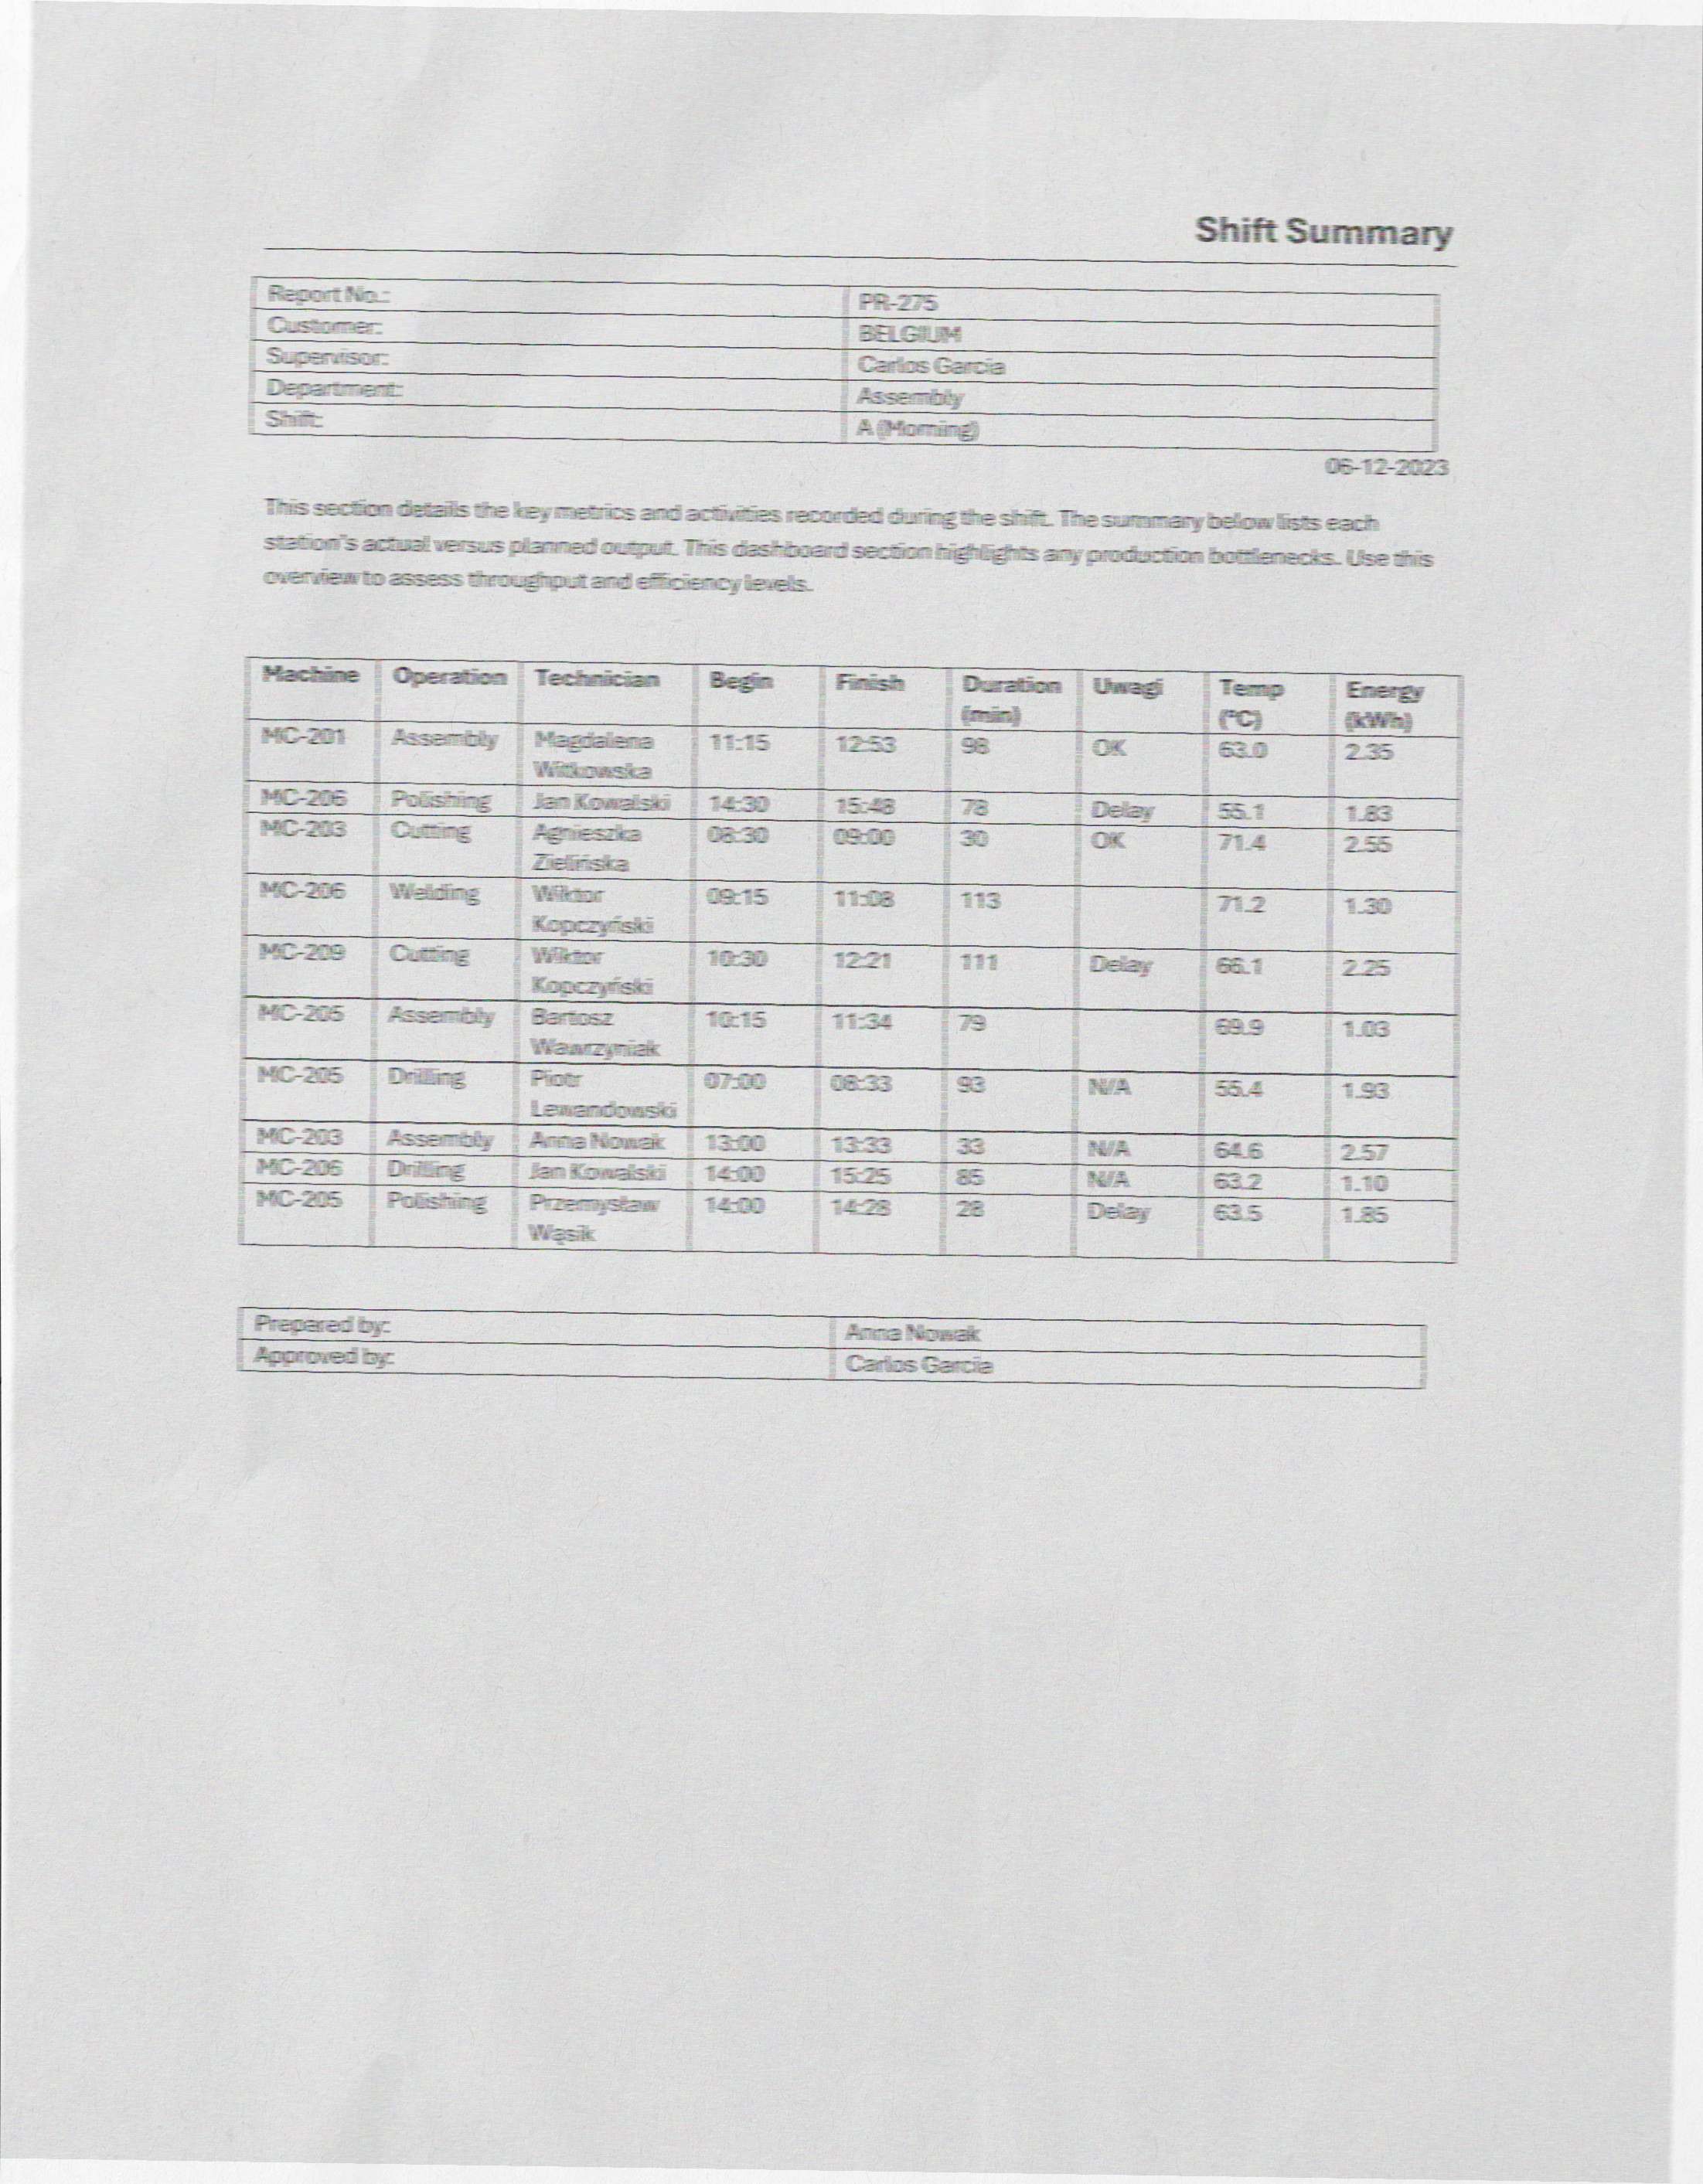 Shift Summary
Report No.: PR-275
Customer: BELGIUM
Supervisor: Carlos Garcia
Department: Assembly
Shift: A (Morning)
06-12-2023
This section details the key metrics and activities recorded during the shift. The summary below lists each
station's actual versus planned output. This dashboard section highlights any production bottlenecks. Use this
overview to assess throughput and efficiency levels.
Machine Operation Technician Begin Finish Duration (min) Uwagi Temp (°C) Energy (kWh)
MC-201 Assembly Magdalena Witkowska 11:15 12:53 98 OK 63.0 2.35
MC-206 Polishing Jan Kowalski 14:30 15:48 78 Delay 55.1 1.83
MC-203 Cutting Agnieszka Zielińska 08:30 09:00 30 OK 71.4 2.55
MC-206 Welding Wiktor Kopczyński 09:15 11:08 113 71.2 1.30
MC-209 Cutting Wiktor Kopczyński 10:30 12:21 111 Delay 66.1 2.25
MC-205 Assembly Bartosz Wawrzyniak 10:15 11:34 79 69.9 1.03
MC-205 Drilling Piotr Lewandowski 07:00 08:33 93 N/A 55.4 1.93
MC-203 Assembly Anna Nowak 13:00 13:33 33 N/A 64.6 2.57
MC-206 Drilling Jan Kowalski 14:00 15:25 85 N/A 63.2 1.10
MC-205 Polishing Przemysław Wąsik 14:00 14:28 28 Delay 63.5 1.85
Prepared by: Anna Nowak
Approved by: Carlos Garcia